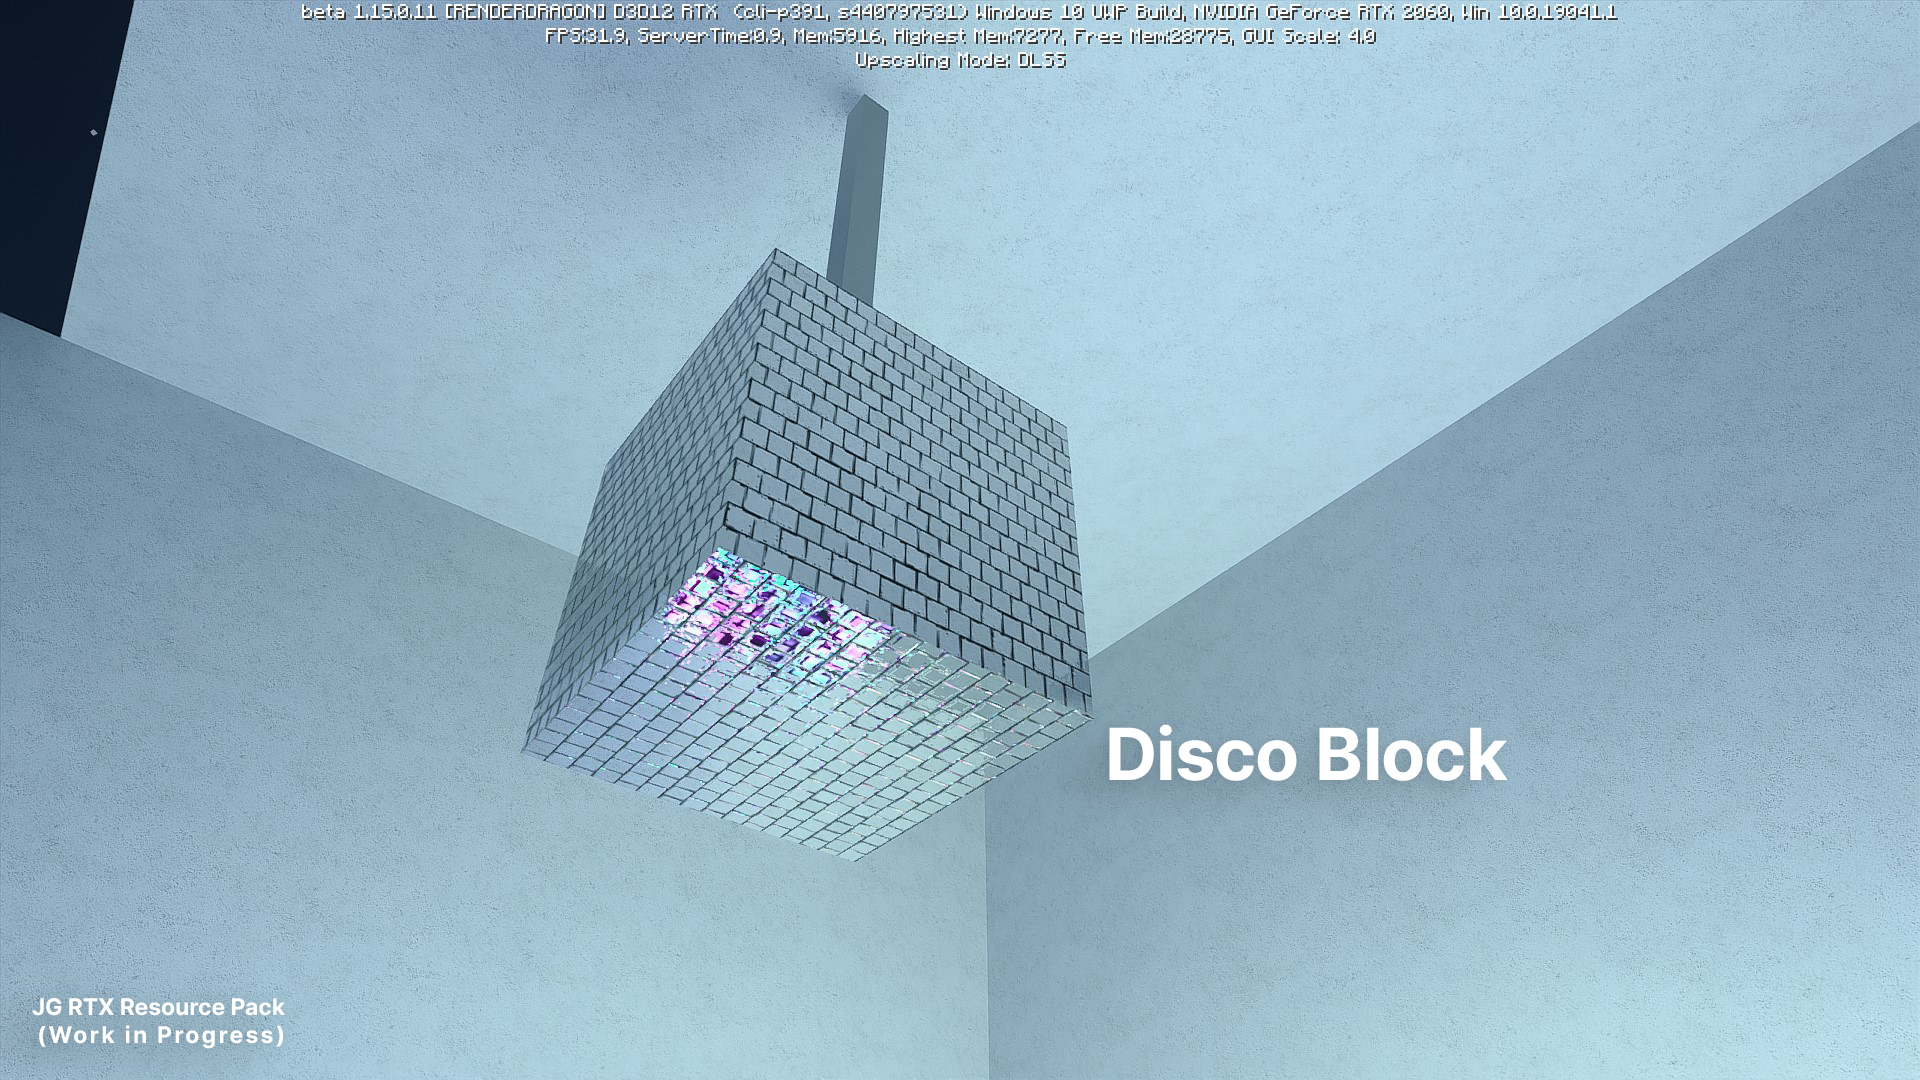 beta 1.15.0.11 [RENDERDRAGON] D3D12 RTX (cli-p391, s440797531) Windows 10 UWP Build, NVIDIA GeForce RTX 2060, Win 10.0.19041.1
FPS:31.9, ServerTime:0.9, Mem:5916, Highest Mem:7277, Free Mem:23775, GUI Scale: 4.0
Upscaling Mode: DLSS
Disco Block
JG RTX Resource Pack
(Work in Progress)